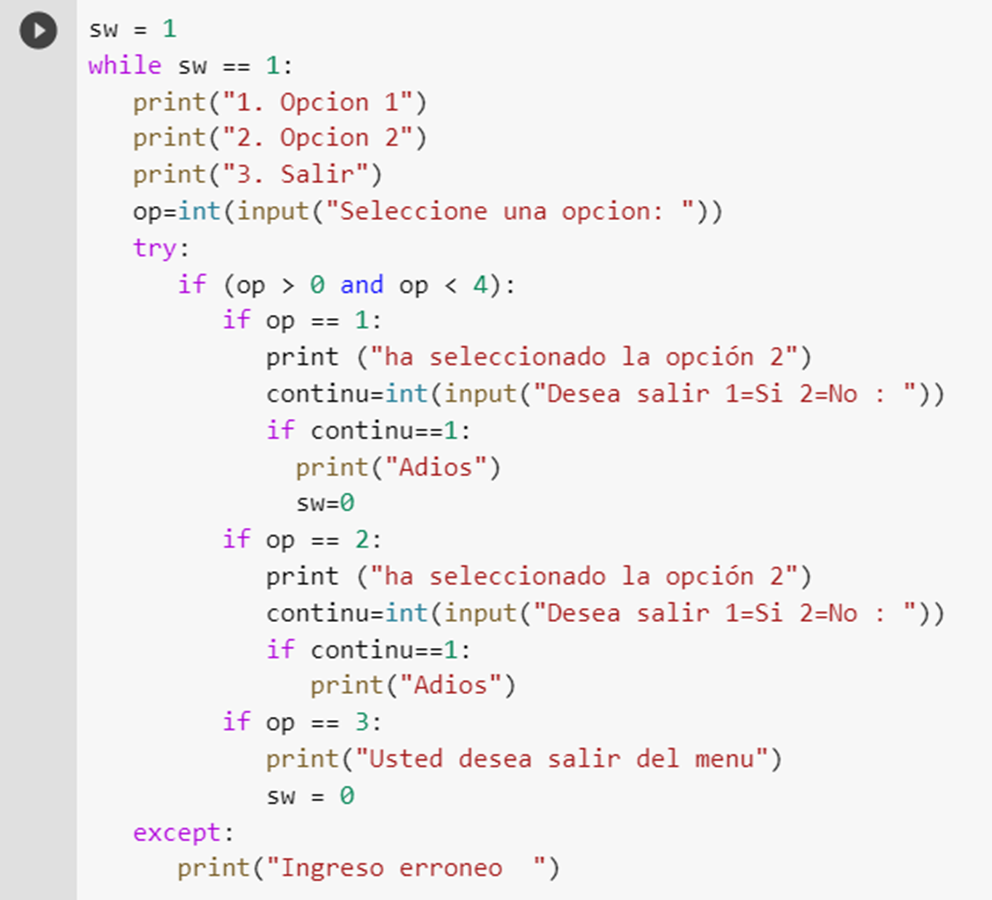 sw = 1
while sw == 1:
   print("1. Opcion 1")
   print("2. Opcion 2")
   print("3. Salir")
   op=int(input("Seleccione una opcion: "))
   try:
      if (op > 0 and op < 4):
         if op == 1:
            print ("ha seleccionado la opción 2")
            continu=int(input("Desea salir 1=Si 2=No : "))
            if continu==1:
              print("Adios")
              sw=0
         if op == 2:
            print ("ha seleccionado la opción 2")
            continu=int(input("Desea salir 1=Si 2=No : "))
            if continu==1:
               print("Adios")
         if op == 3:
            print("Usted desea salir del menu")
            sw = 0
   except:
      print("Ingreso erroneo  ")